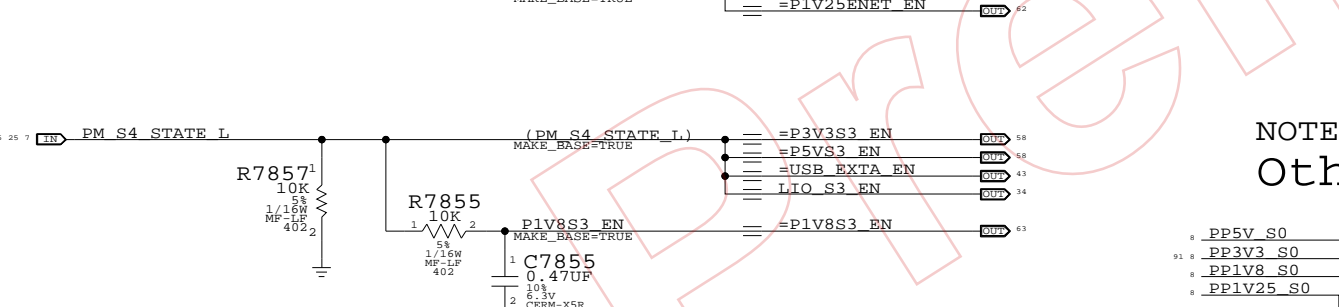 MAKE_BASE=TRUE
=P1V25ENET_EN OUT 62
25 7 IN PM_S4_STATE_L (PM_S4_STATE_L) =P3V3S3_EN OUT 58
MAKE_BASE=TRUE
=P5VS3_EN OUT 58
=USB_EXTA_EN OUT 43
LIO_S3_EN OUT 34
R7857 1
10K
5%
1/16W
MF-LF
402 2
R7855
10K
1 2
5%
1/16W
MF-LF
402
P1V8S3_EN =P1V8S3_EN OUT 63
MAKE_BASE=TRUE
1 C7855
0.47UF
10%
2 6.3V
CERM-X5R
NOTE
Oth
8 PP5V_S0
91 8 PP3V3_S0
8 PP1V8_S0
8 PP1V25_S0
Pre